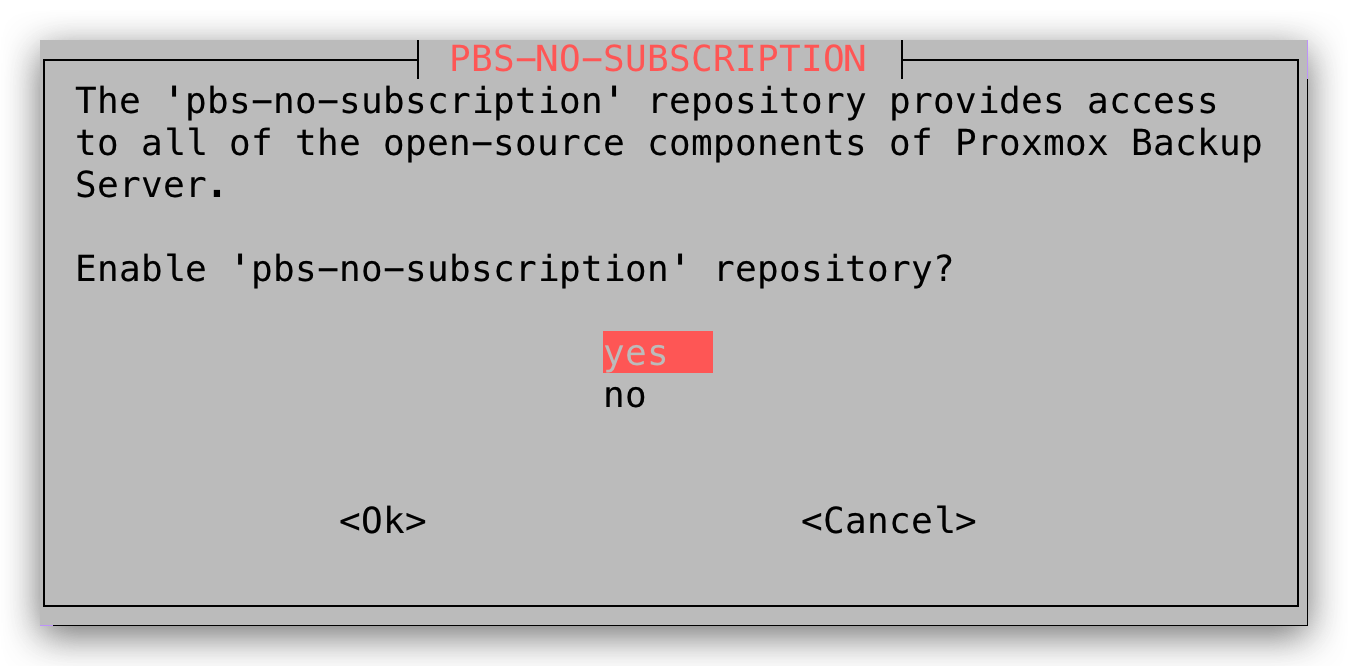 PBS-NO-SUBSCRIPTION
The 'pbs-no-subscription' repository provides access
to all of the open-source components of Proxmox Backup
Server.
Enable 'pbs-no-subscription' repository?
yes
no
<Ok> <Cancel>